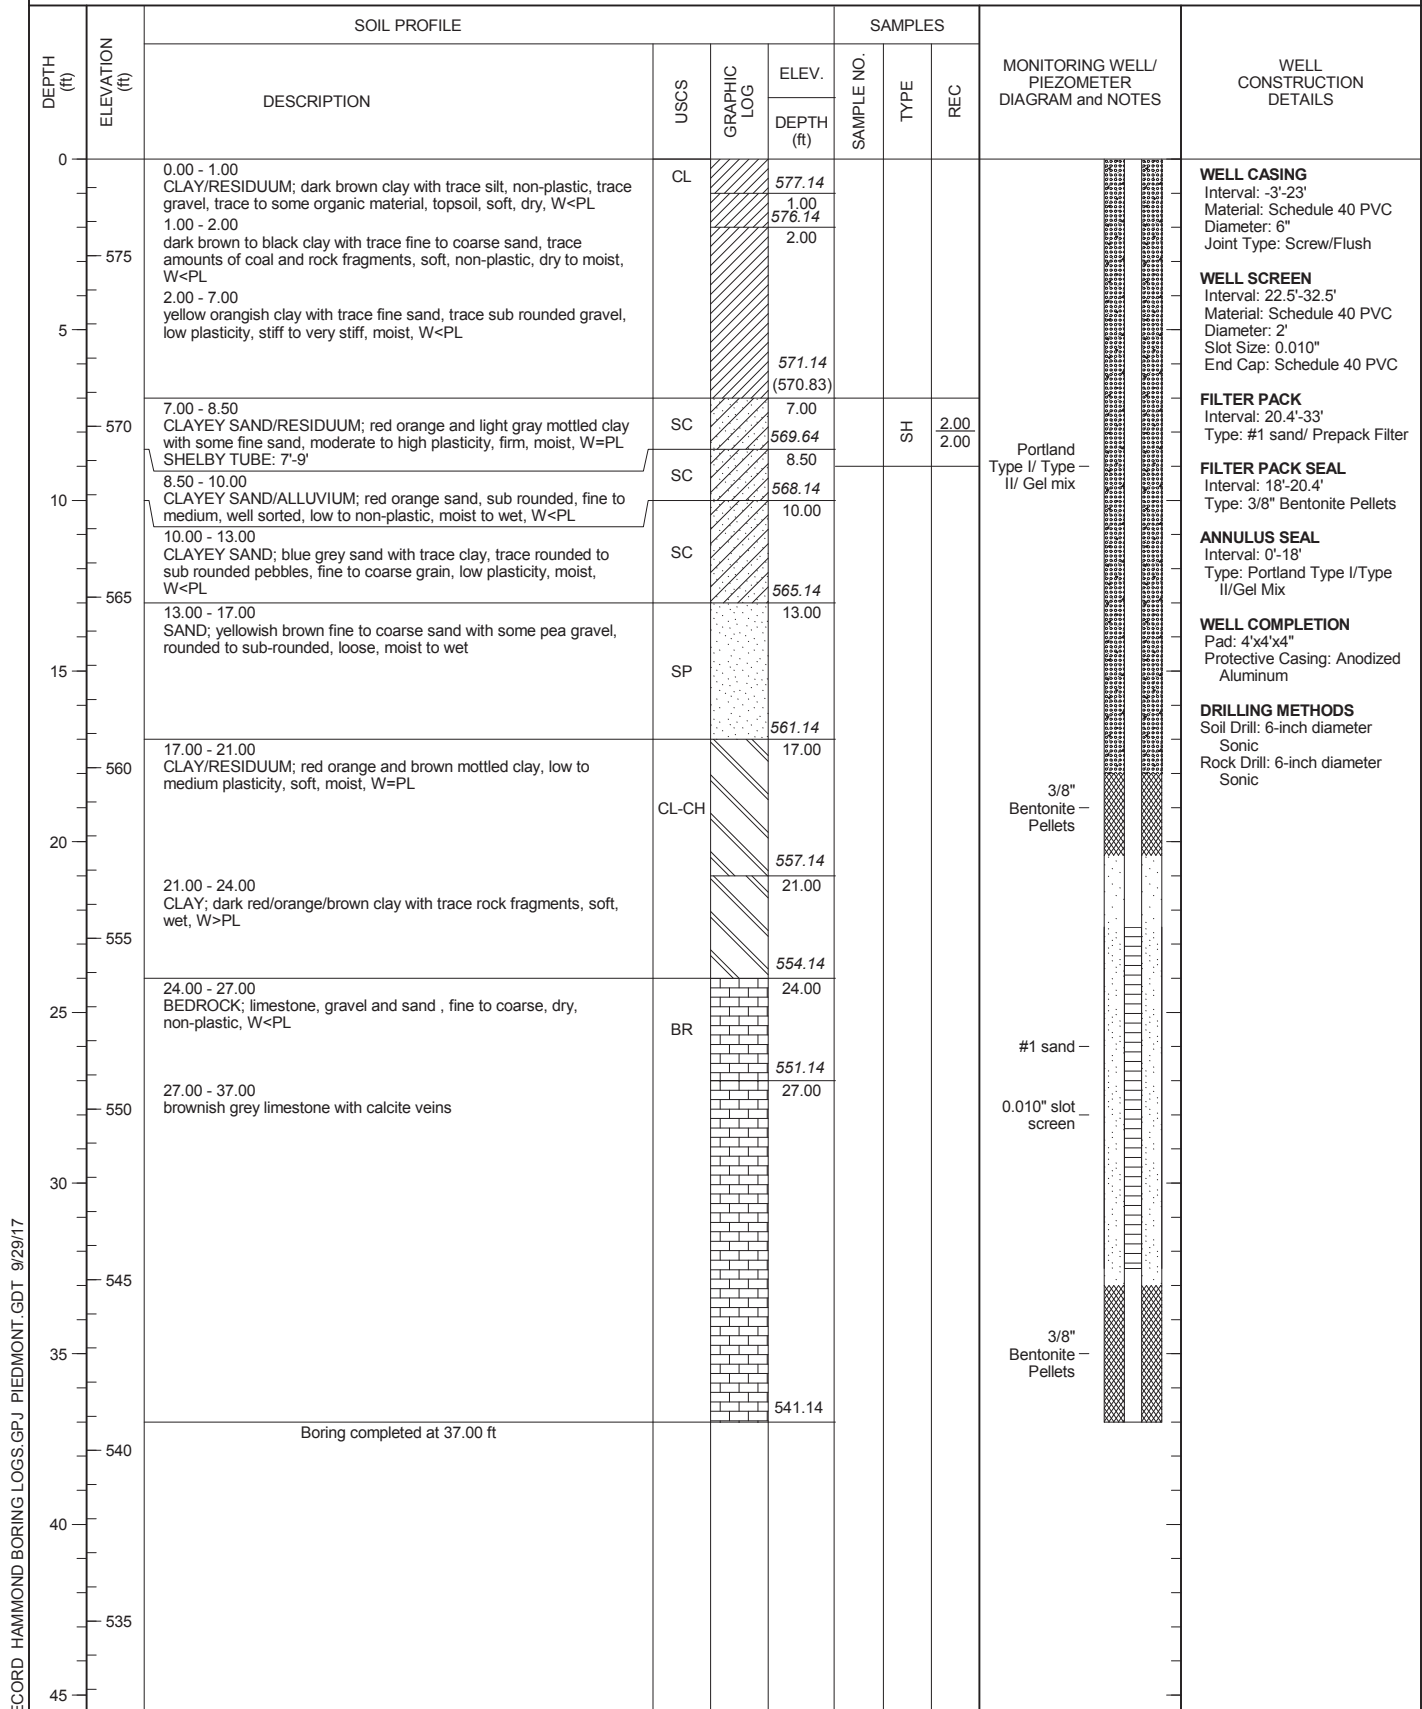 SOIL PROFILE
SAMPLES
DEPTH
(ft)
ELEVATION
(ft)
DESCRIPTION
USCS
GRAPHIC
LOG
ELEV.
DEPTH
(ft)
SAMPLE NO.
TYPE
REC
MONITORING WELL/
PIEZOMETER
DIAGRAM and NOTES
WELL
CONSTRUCTION
DETAILS
0
5
10
15
20
25
30
35
40
45
575
570
565
560
555
550
545
540
535
0.00 - 1.00
CLAY/RESIDUUM; dark brown clay with trace silt, non-plastic, trace
gravel, trace to some organic material, topsoil, soft, dry, W<PL
1.00 - 2.00
dark brown to black clay with trace fine to coarse sand, trace
amounts of coal and rock fragments, soft, non-plastic, dry to moist,
W<PL
2.00 - 7.00
yellow orangish clay with trace fine sand, trace sub rounded gravel,
low plasticity, stiff to very stiff, moist, W<PL
7.00 - 8.50
CLAYEY SAND/RESIDUUM; red orange and light gray mottled clay
with some fine sand, moderate to high plasticity, firm, moist, W=PL
SHELBY TUBE: 7'-9'
8.50 - 10.00
CLAYEY SAND/ALLUVIUM; red orange sand, sub rounded, fine to
medium, well sorted, low to non-plastic, moist to wet, W<PL
10.00 - 13.00
CLAYEY SAND; blue grey sand with trace clay, trace rounded to
sub rounded pebbles, fine to coarse grain, low plasticity, moist,
W<PL
13.00 - 17.00
SAND; yellowish brown fine to coarse sand with some pea gravel,
rounded to sub-rounded, loose, moist to wet
17.00 - 21.00
CLAY/RESIDUUM; red orange and brown mottled clay, low to
medium plasticity, soft, moist, W=PL
21.00 - 24.00
CLAY; dark red/orange/brown clay with trace rock fragments, soft,
wet, W>PL
24.00 - 27.00
BEDROCK; limestone, gravel and sand , fine to coarse, dry,
non-plastic, W<PL
27.00 - 37.00
brownish grey limestone with calcite veins
Boring completed at 37.00 ft
CL
SC
SC
SC
SP
CL-CH
BR
577.14
1.00
576.14
2.00
571.14
(570.83)
7.00
569.64
8.50
568.14
10.00
565.14
13.00
561.14
17.00
557.14
21.00
554.14
24.00
551.14
27.00
541.14
SH
2.00
2.00
Portland
Type I/ Type
II/ Gel mix
3/8"
Bentonite
Pellets
#1 sand
0.010" slot
screen
3/8"
Bentonite
Pellets
WELL CASING
Interval: -3'-23'
Material: Schedule 40 PVC
Diameter: 6"
Joint Type: Screw/Flush
WELL SCREEN
Interval: 22.5'-32.5'
Material: Schedule 40 PVC
Diameter: 2'
Slot Size: 0.010"
End Cap: Schedule 40 PVC
FILTER PACK
Interval: 20.4'-33'
Type: #1 sand/ Prepack Filter
FILTER PACK SEAL
Interval: 18'-20.4'
Type: 3/8" Bentonite Pellets
ANNULUS SEAL
Interval: 0'-18'
Type: Portland Type I/Type
II/Gel Mix
WELL COMPLETION
Pad: 4'x4'x4"
Protective Casing: Anodized
Aluminum
DRILLING METHODS
Soil Drill: 6-inch diameter
Sonic
Rock Drill: 6-inch diameter
Sonic
HAMMOND BORING LOGS.GPJ PIEDMONT.GDT 9/29/17